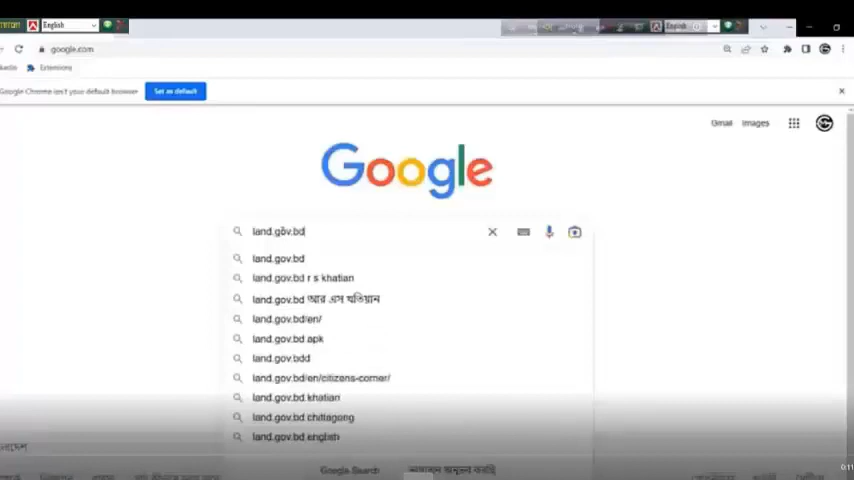 English
English
google.com
Extensions
Google Chrome isn't your default browser
Set as default
Gmail Images
Google
land.gov.bd
land.gov.bd
land.gov.bd r s khatian
land.gov.bd আর এস খতিয়ান
land.gov.bd/en/
land.gov.bd apk
land.gov.bdd
land.gov.bd/en/citizens-corner/
land.gov.bd khatian
land.gov.bd chittagong
land.gov.bd english
Google Search
0:11